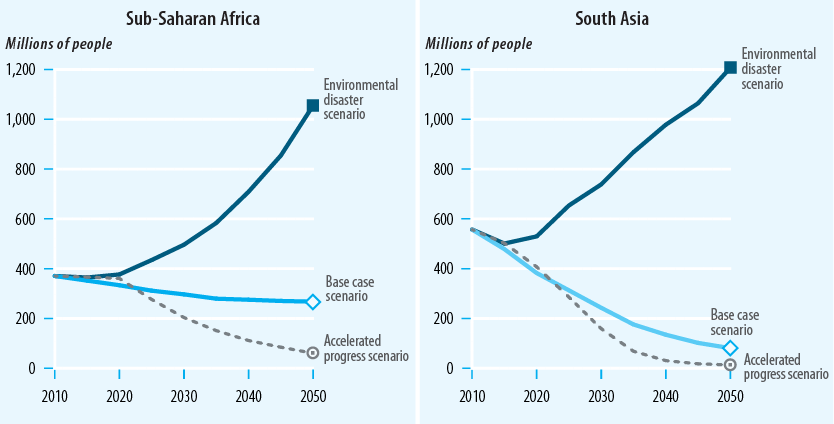 Sub-Saharan Africa
Millions of people
1,200
1,000
800
600
400
200
0
2010
2020
2030
2040
2050
Environmental
disaster
scenario
Base case
scenario
Accelerated
progress scenario
South Asia
Millions of people
1,200
1,000
800
600
400
200
0
2010
2020
2030
2040
2050
Environmental
disaster
scenario
Base case
scenario
Accelerated
progress scenario